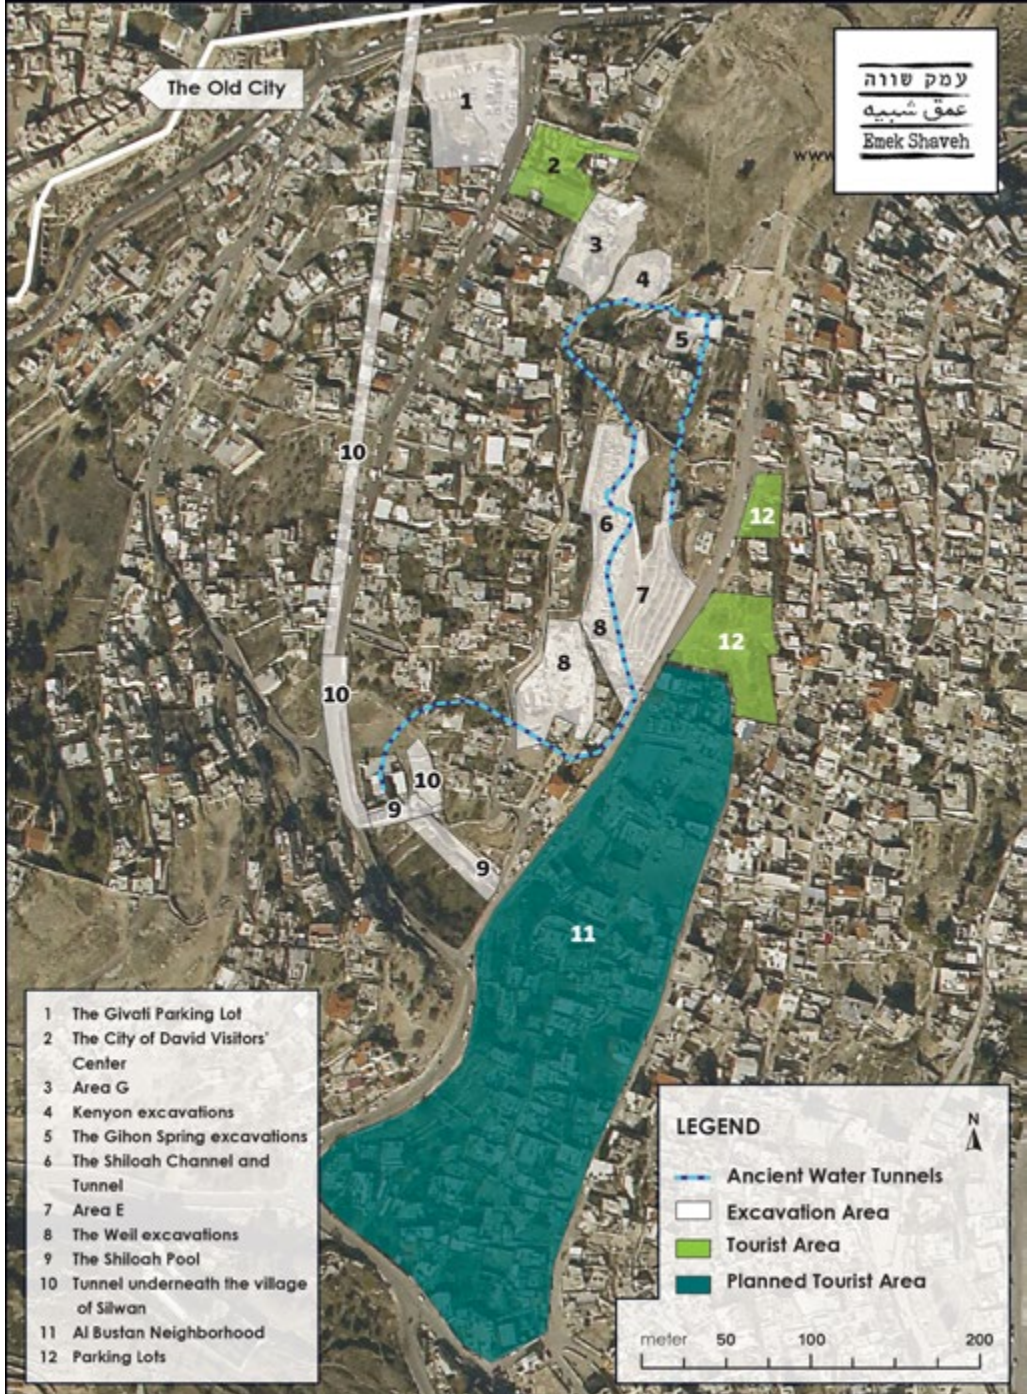 The Old City
עמק שווה
عمق شبيه
Emek Shaveh
www
1
2
3
4
5
10
6
12
7
8
12
8
10
10
9
9
11
1 The Givati Parking Lot
2 The City of David Visitors'
Center
3 Area G
4 Kenyon excavations
5 The Gihon Spring excavations
6 The Shiloah Channel and
Tunnel
7 Area E
8 The Weil excavations
9 The Shiloah Pool
10 Tunnel underneath the village
of Silwan
11 Al Bustan Neighborhood
12 Parking Lots
LEGEND
N
Ancient Water Tunnels
Excavation Area
Tourist Area
Planned Tourist Area
meter 50 100 200